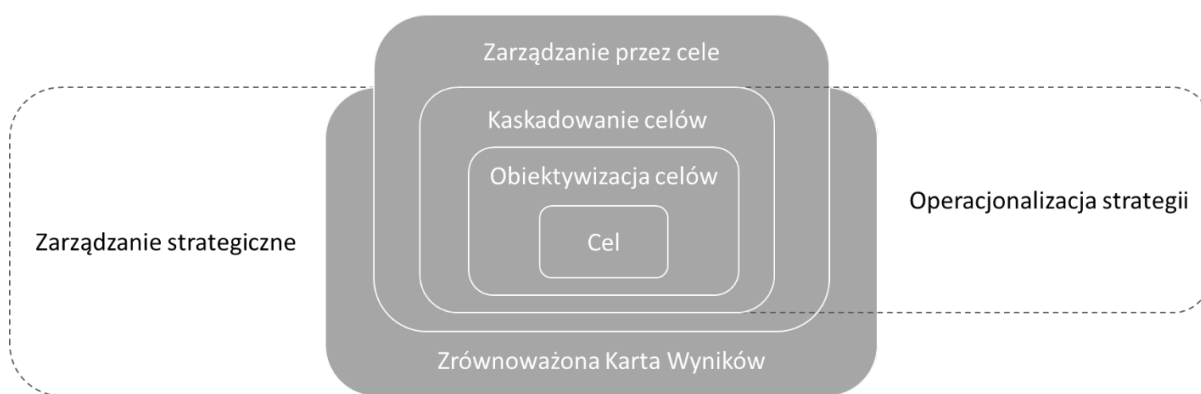 Zarządzanie przez cele
Kaskadowanie celów
Obiektywizacja celów
Operacjonalizacja strategii
Zarządzanie strategiczne
Cel
Zrównoważona Karta Wyników